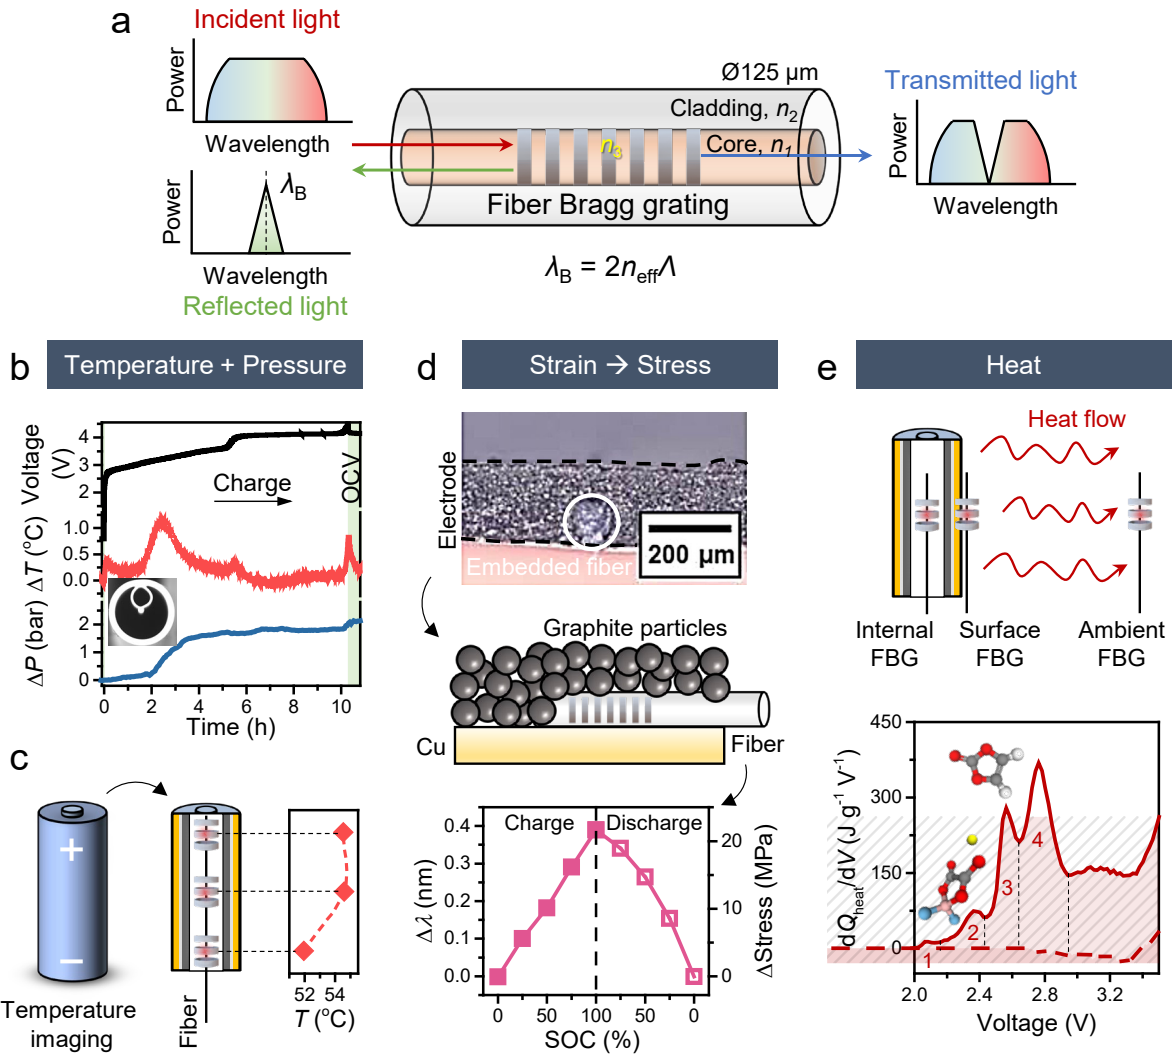 a
Incident light
Power
Wavelength
λB
Power
Wavelength
Reflected light
Ø125 μm
Cladding, n2
n3
Core, n1
Fiber Bragg grating
λB = 2neffΛ
Transmitted light
Power
Wavelength
b
Temperature + Pressure
Voltage
(V)
4
3
2
Charge
OCV
ΔT (°C)
1.0
0.5
0.0
ΔP (bar)
2
1
0
0 2 4 6 8 10
Time (h)
c
+
−
Temperature
imaging
Fiber
52 54
T (°C)
d
Strain → Stress
Electrode
200 μm
Embedded fiber
Graphite particles
Cu
Fiber
Charge
Discharge
Δλ (nm)
0.4
0.3
0.2
0.1
0.0
ΔStress (MPa)
20
10
0
0 50 100 50 0
SOC (%)
e
Heat
Heat flow
Internal
FBG
Surface
FBG
Ambient
FBG
dQheat/dV (J g-1 V-1)
450
300
150
0
1
2
3
4
2.0 2.4 2.8 3.2
Voltage (V)